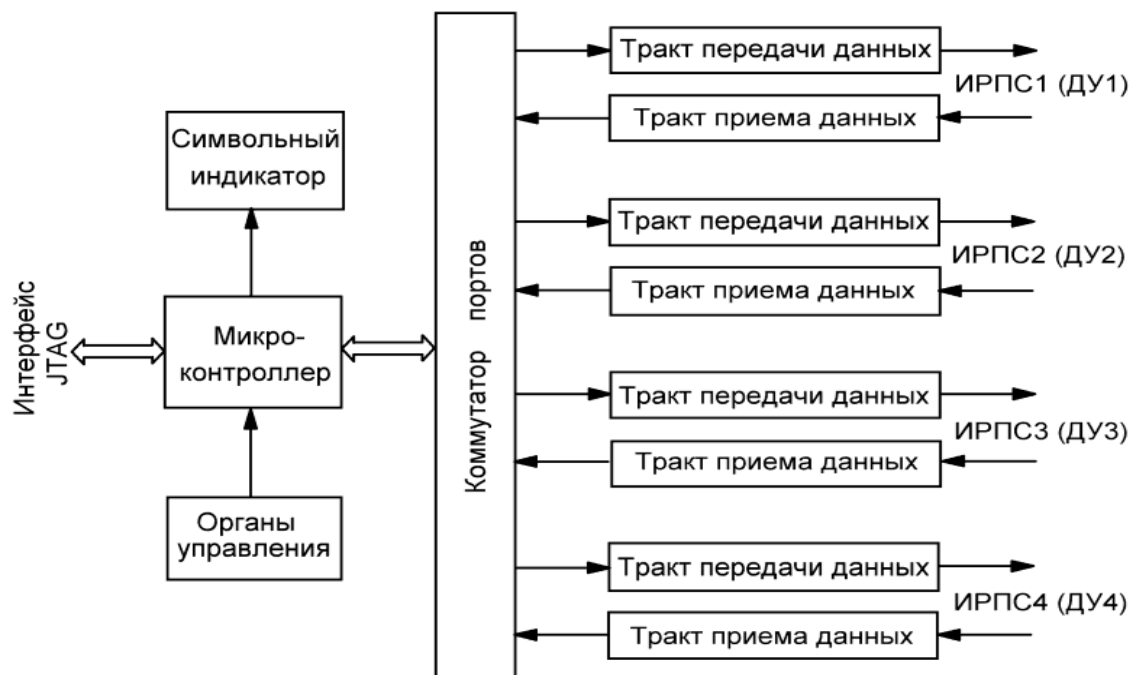 Интерфейс
JTAG
Символьный
индикатор
Микро-
контроллер
Органы
управления
Коммутатор портов
Тракт передачи данных
ИРПС1 (ДУ1)
Тракт приема данных
Тракт передачи данных
ИРПС2 (ДУ2)
Тракт приема данных
Тракт передачи данных
ИРПС3 (ДУ3)
Тракт приема данных
Тракт передачи данных
ИРПС4 (ДУ4)
Тракт приема данных